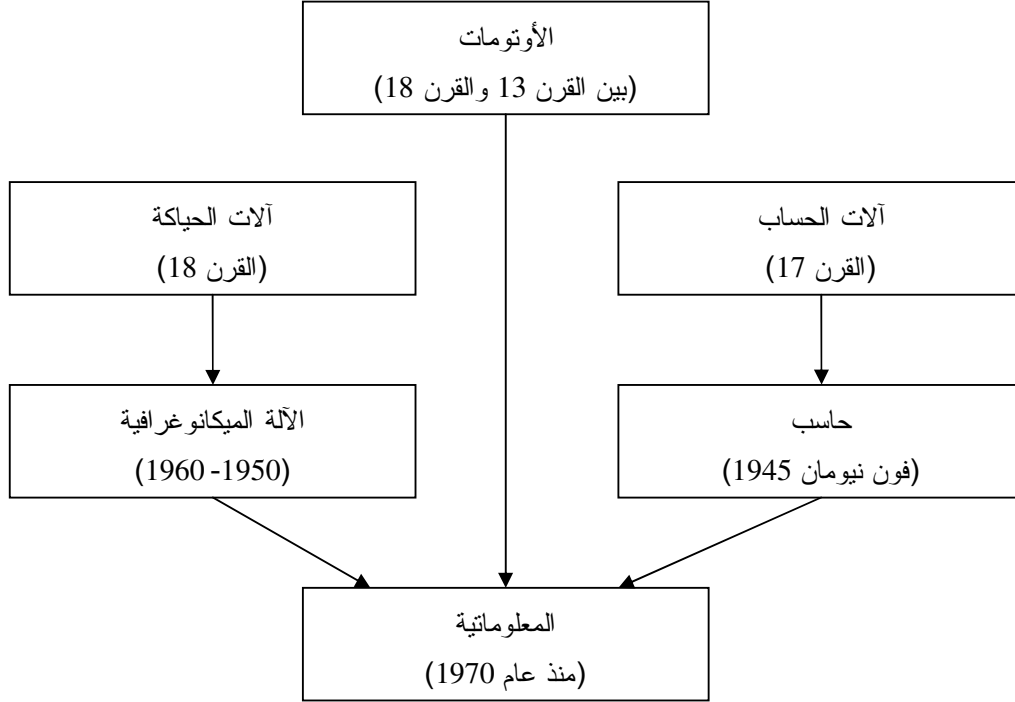 الأوتومات
(بين القرن 13 والقرن 18)
آلات الحساب
(القرن 17)
آلات الحياكة
(القرن 18)
حاسب
(فون نيومان 1945)
الآلة الميكانوغرافية
(1950- 1960)
المعلوماتية
(منذ عام 1970)